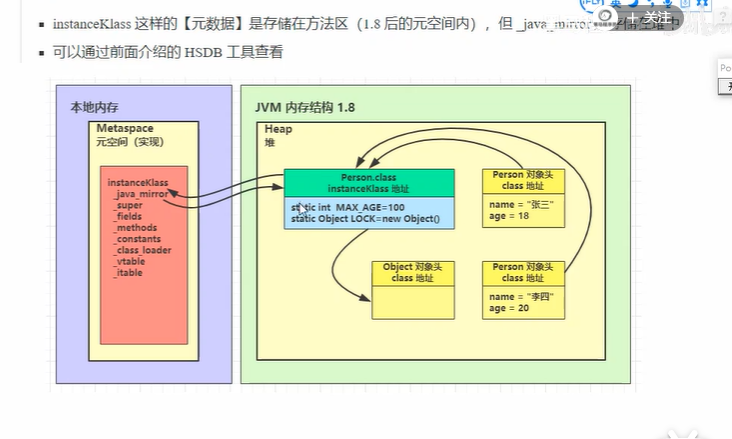 instanceKlass 这样的【元数据】是存储在方法区（1.8 后的元空间内），但 _java_mirror 存储在堆中
＋ 关注
可以通过前面介绍的 HSDB 工具查看
本地内存
Metaspace
元空间（实现）
instanceKlass
_java_mirror
_super
_fields
_methods
_constants
_class_loader
_vtable
_itable
JVM 内存结构 1.8
Heap
堆
Person.class
instanceKlass 地址
static int MAX_AGE=100
static Object LOCK=new Object()
Person 对象头
class 地址
name = "张三"
age = 18
Object 对象头
class 地址
Person 对象头
class 地址
name = "李四"
age = 20